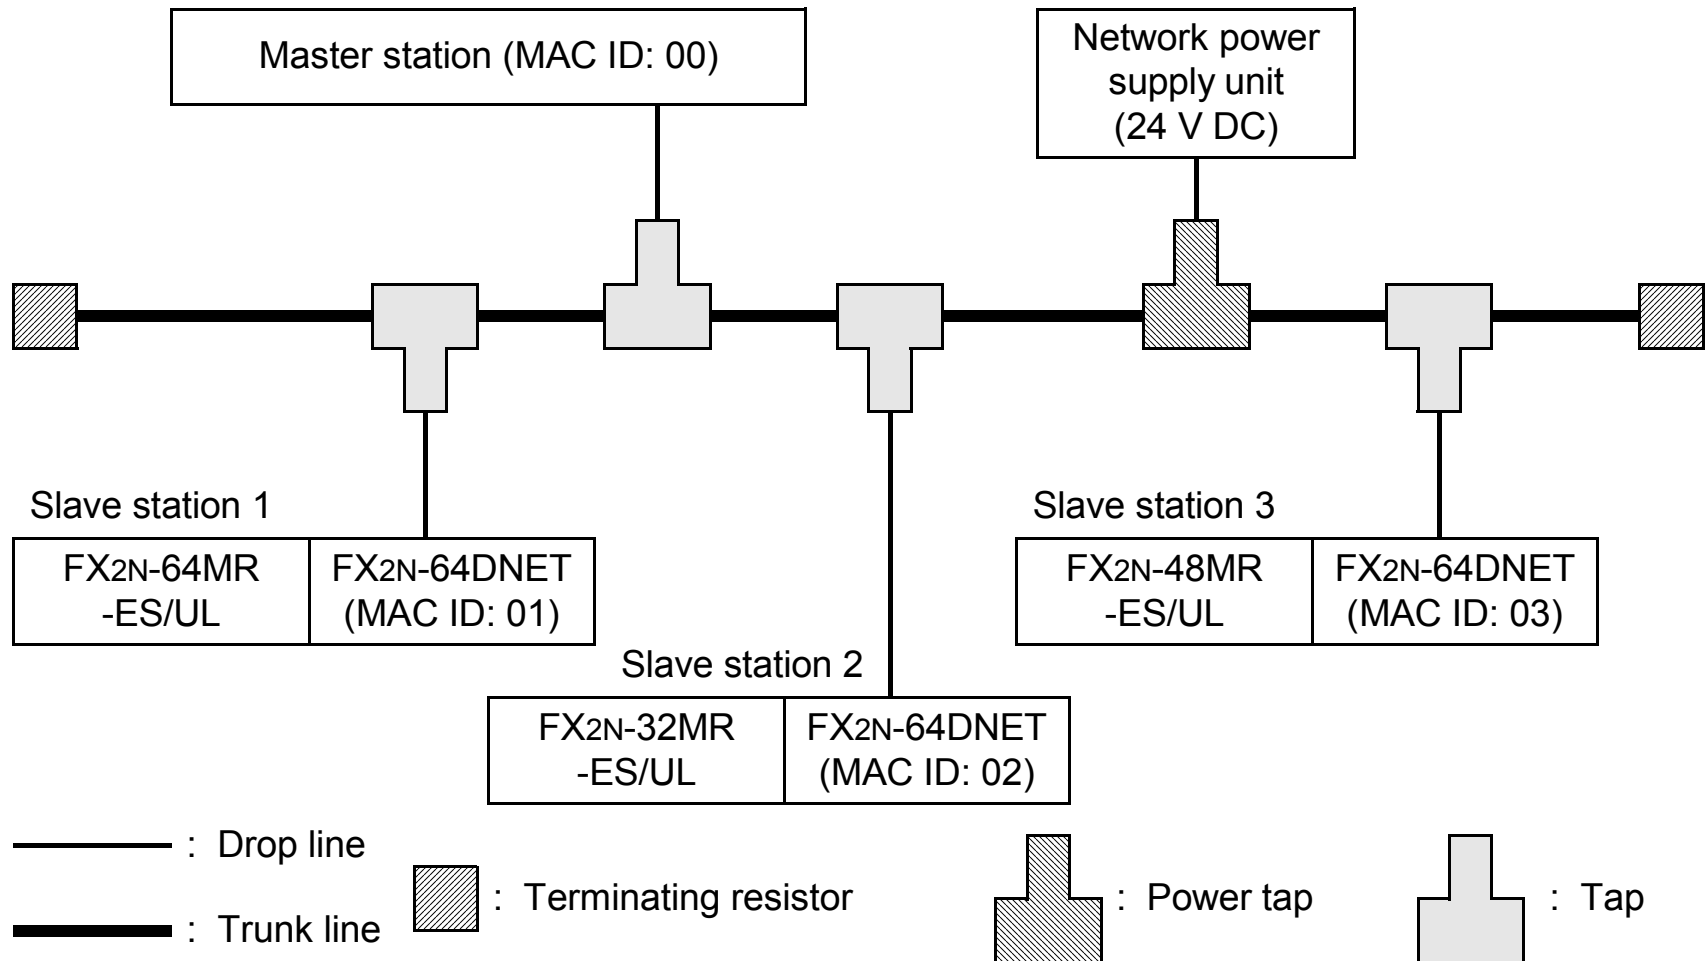 Master station (MAC ID: 00)
Network power
supply unit
(24 V DC)
Slave station 1
FX2N-64MR
-ES/UL
FX2N-64DNET
(MAC ID: 01)
Slave station 2
FX2N-32MR
-ES/UL
FX2N-64DNET
(MAC ID: 02)
Slave station 3
FX2N-48MR
-ES/UL
FX2N-64DNET
(MAC ID: 03)
: Drop line
: Trunk line
: Terminating resistor
: Power tap
: Tap